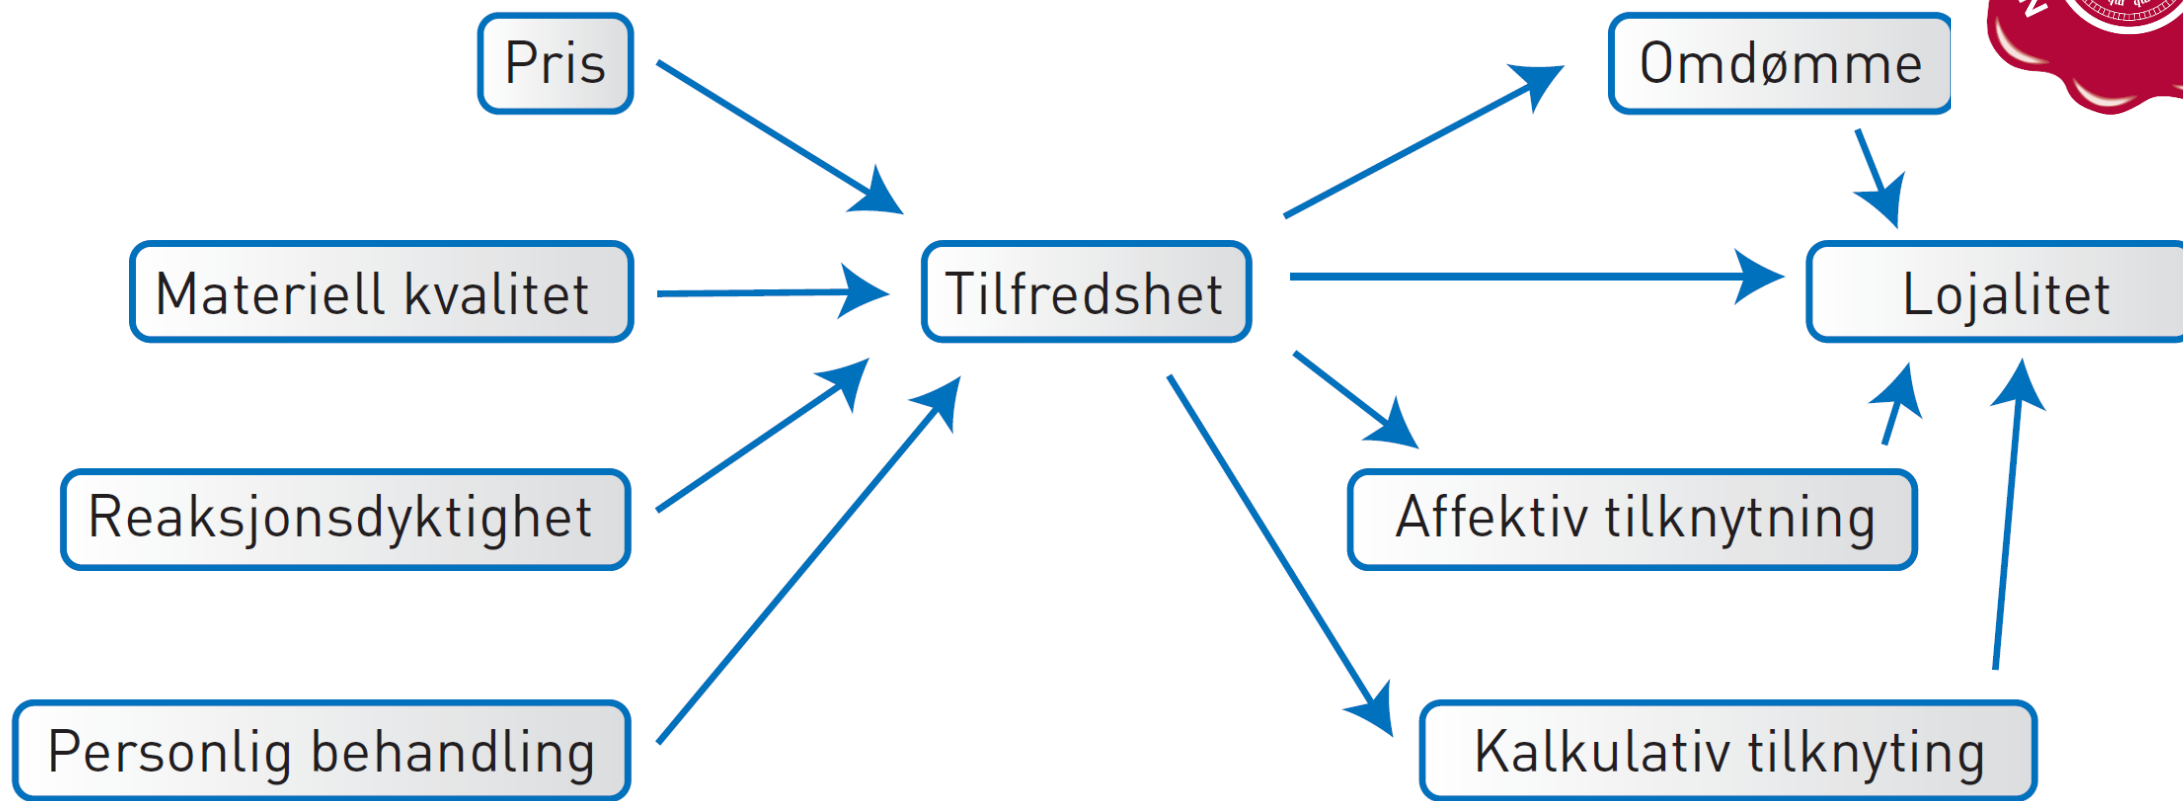 Pris
Omdømme
Materiell kvalitet
Tilfredshet
Lojalitet
Reaksjonsdyktighet
Affektiv tilknytning
Personlig behandling
Kalkulativ tilknyting